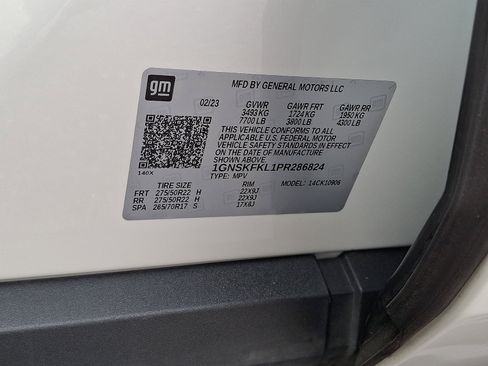 gm
MFD BY GENERAL MOTORS LLC
02/23 GVWR GAWR FRT GAWR RR
3493 KG 1724 KG 1950 KG
7700 LB 3800 LB 4300 LB
THIS VEHICLE CONFORMS TO ALL
APPLICABLE U.S. FEDERAL MOTOR
VEHICLE SAFETY STANDARDS IN EFFECT
ON THE DATE OF MANUFACTURE
1GNSKFKL1PR286824
140X
TYPE: MPV MODEL: 14CK10906
TIRE SIZE RIM
FRT 275/50R22 H 22X9J
RR 275/50R22 H 22X9J
SPA 265/70R17 S 17X8J